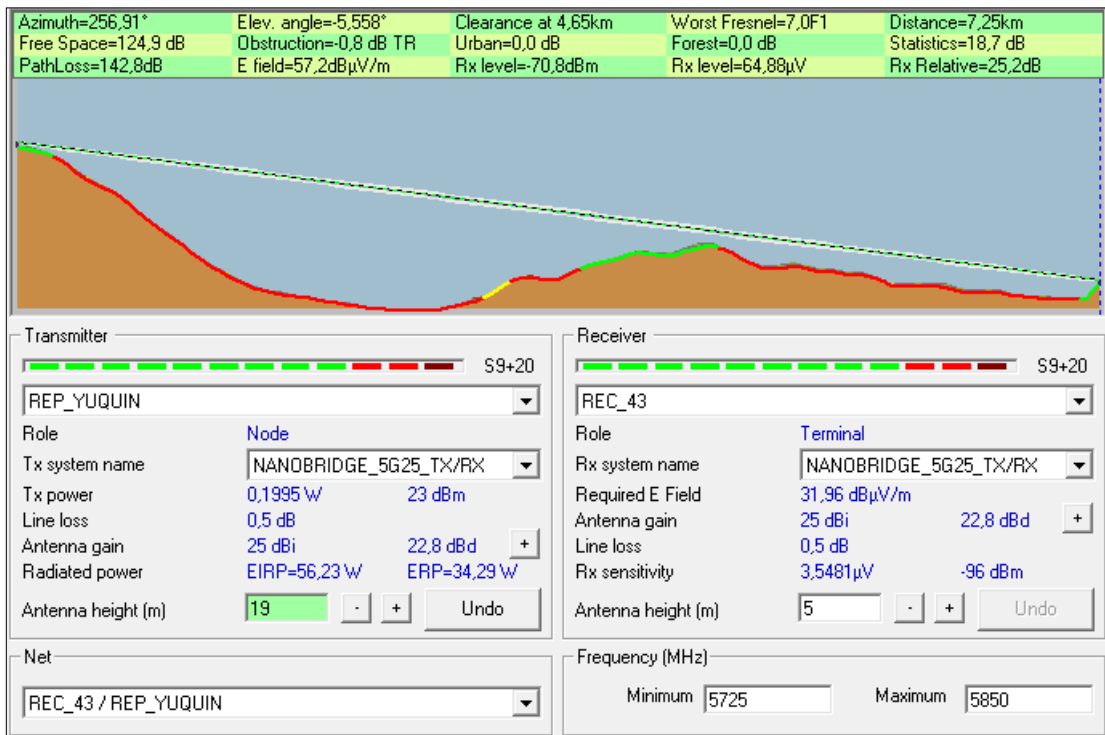 Azimuth=256,91° Elev. angle=-5,558° Clearance at 4,65km Worst Fresnel=7,0F1 Distance=7,25km
Free Space=124,9 dB Obstruction=-0,8 dB TR Urban=0,0 dB Forest=0,0 dB Statistics=18,7 dB
PathLoss=142,8dB E field=57,2dBµV/m Rx level=-70,8dBm Rx level=64,88µV Rx Relative=25,2dB
Transmitter
S9+20
REP_YUQUIN
Role Node
Tx system name NANOBRIDGE_5G25_TX/RX
Tx power 0,1995 W 23 dBm
Line loss 0,5 dB
Antenna gain 25 dBi 22,8 dBd +
Radiated power EIRP=56,23 W ERP=34,29 W
Antenna height (m) 19 - + Undo
Receiver
S9+20
REC_43
Role Terminal
Rx system name NANOBRIDGE_5G25_TX/RX
Required E Field 31,96 dBµV/m
Antenna gain 25 dBi 22,8 dBd +
Line loss 0,5 dB
Rx sensitivity 3,5481µV -96 dBm
Antenna height (m) 5 - + Undo
Net
REC_43 / REP_YUQUIN
Frequency (MHz)
Minimum 5725 Maximum 5850